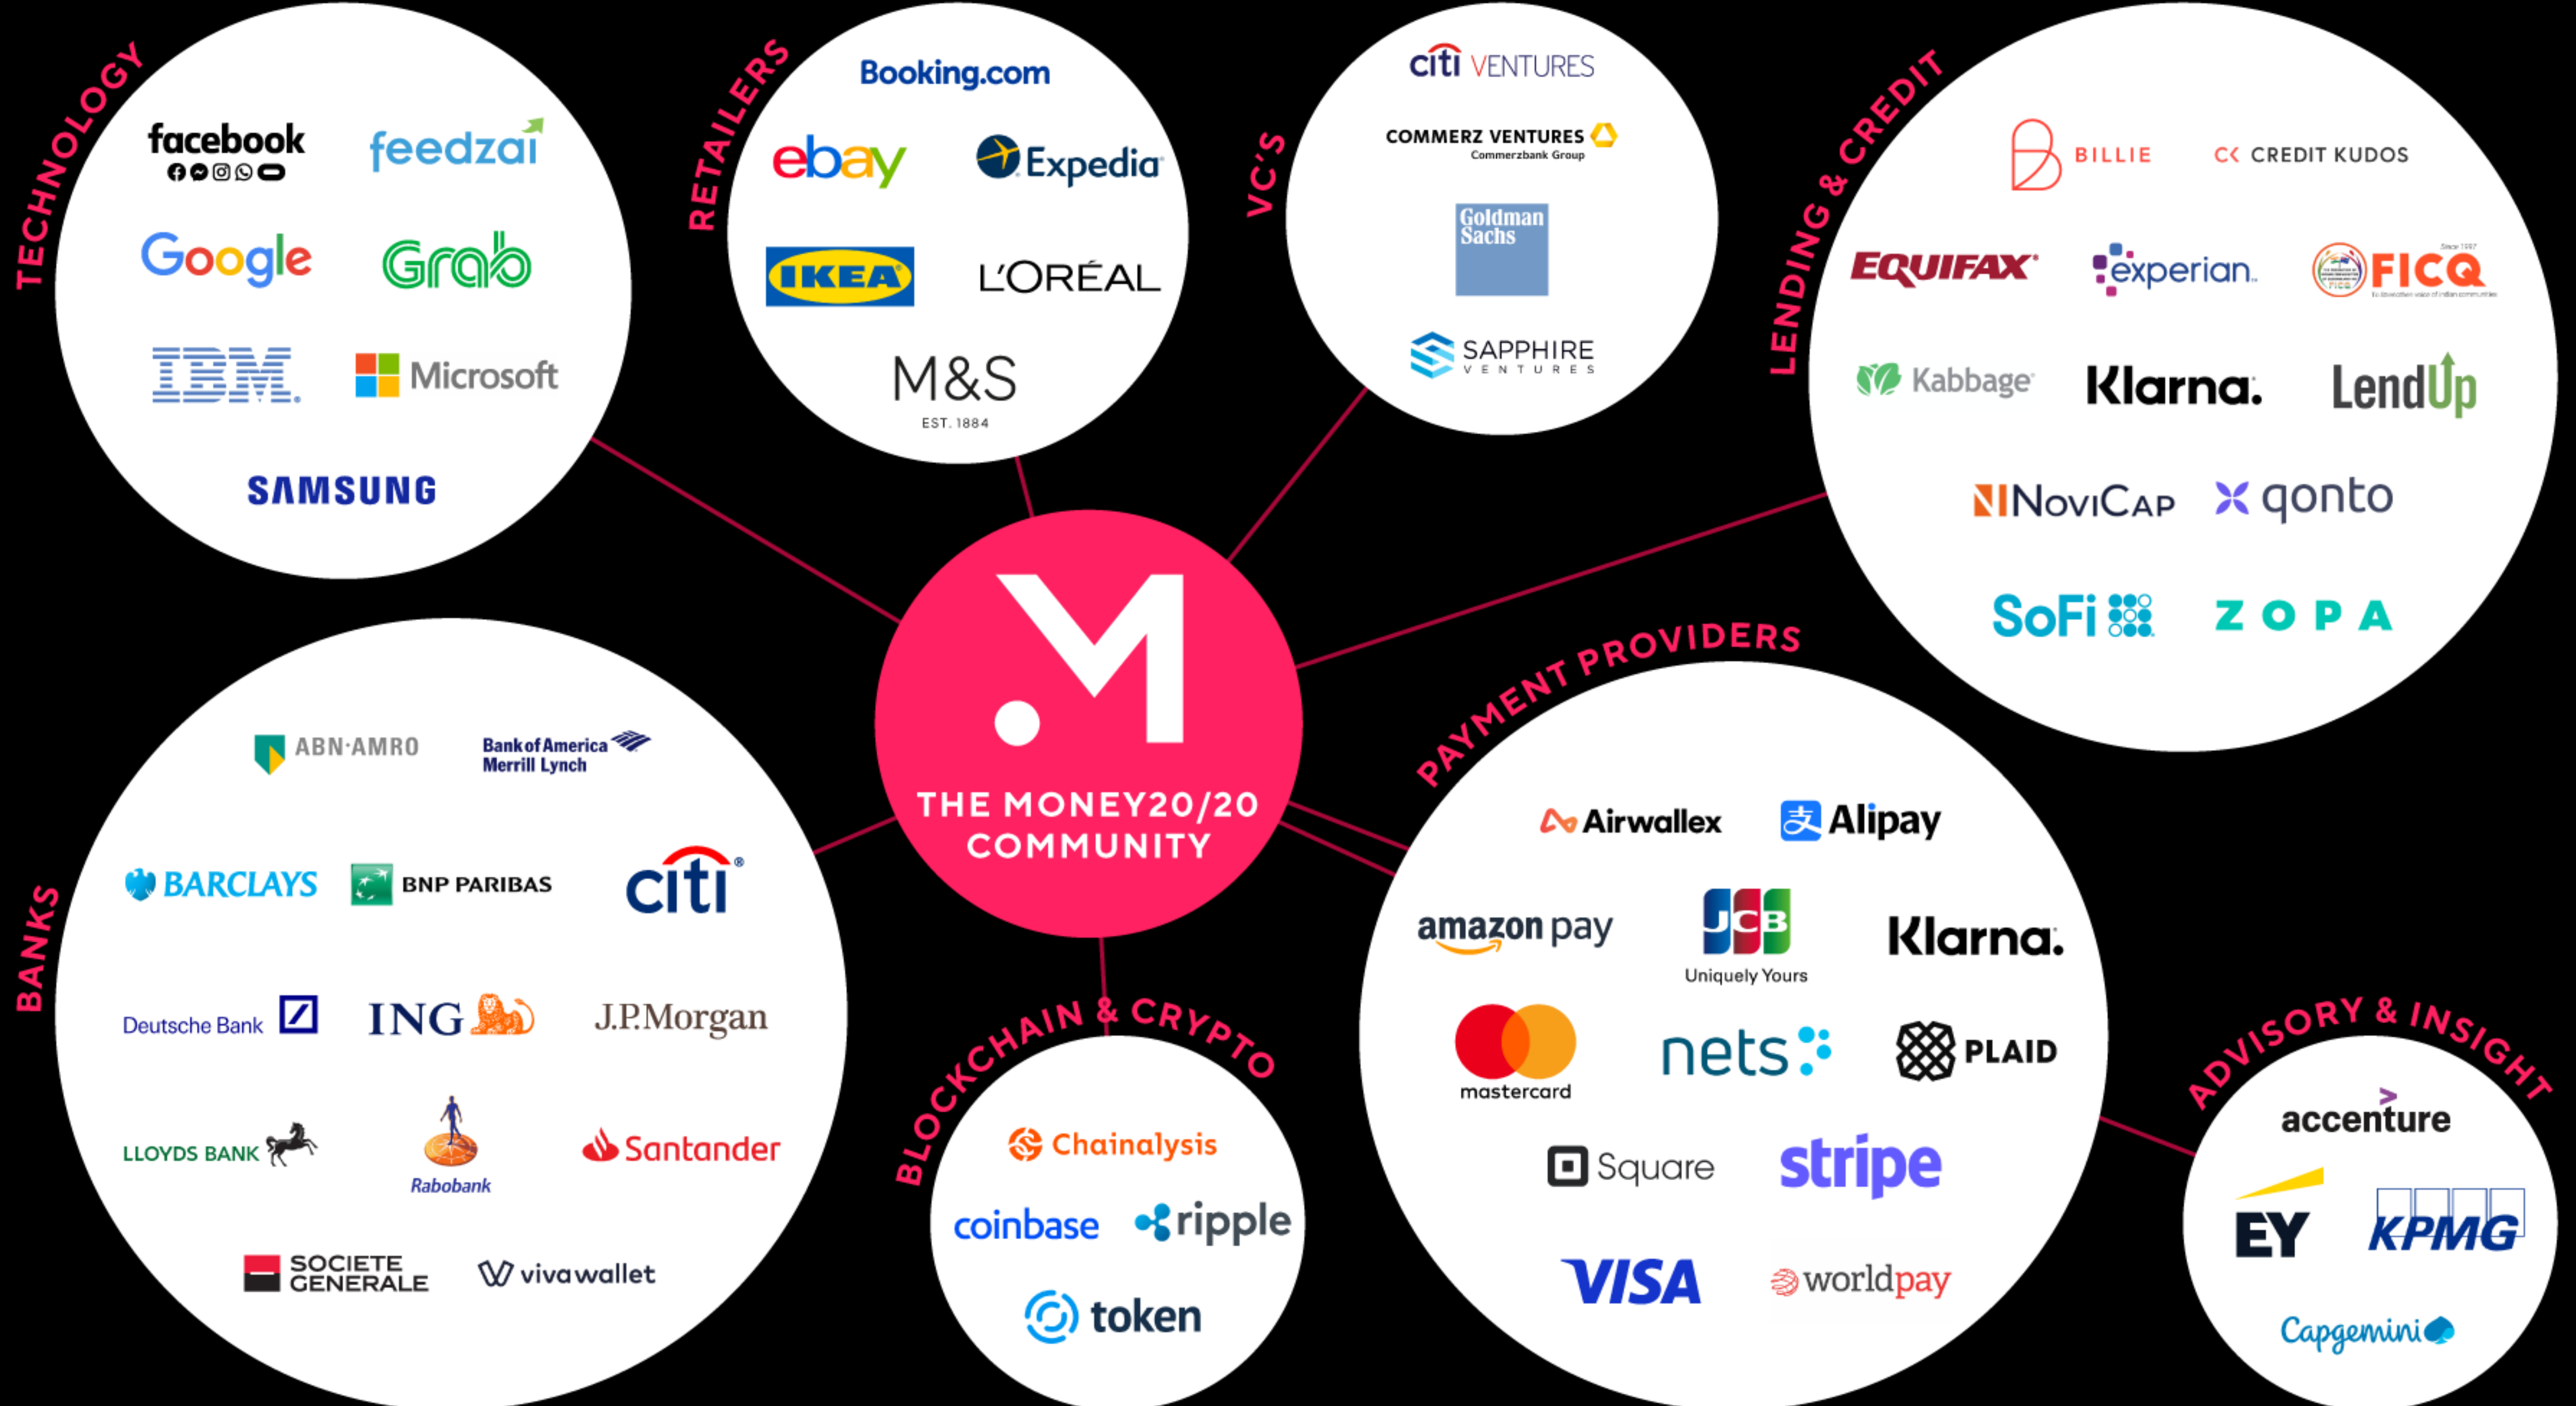 TECHNOLOGY
facebook
feedzai
Google
Grab
IBM
Microsoft
SAMSUNG
RETAILERS
Booking.com
ebay
Expedia
IKEA
L'ORÉAL
M&S
EST. 1884
VC'S
citi VENTURES
COMMERZ VENTURES
Commerzbank Group
Goldman
Sachs
SAPPHIRE
VENTURES
LENDING & CREDIT
BILLIE
CK CREDIT KUDOS
EQUIFAX
experian
Since 1997
FICQ
Kabbage
Klarna.
LendUp
NOVICAP
qonto
SoFi
ZOPA
THE MONEY20/20
COMMUNITY
BANKS
ABN·AMRO
Bank of America
Merrill Lynch
BARCLAYS
BNP PARIBAS
citi
Deutsche Bank
ING
J.P.Morgan
LLOYDS BANK
Rabobank
Santander
SOCIETE
GENERALE
vivawallet
BLOCKCHAIN & CRYPTO
Chainalysis
coinbase
ripple
token
PAYMENT PROVIDERS
Airwallex
支 Alipay
amazon pay
JCB
Uniquely Yours
Klarna.
mastercard
nets
PLAID
Square
stripe
VISA
worldpay
ADVISORY & INSIGHT
accenture
EY
KPMG
Capgemini